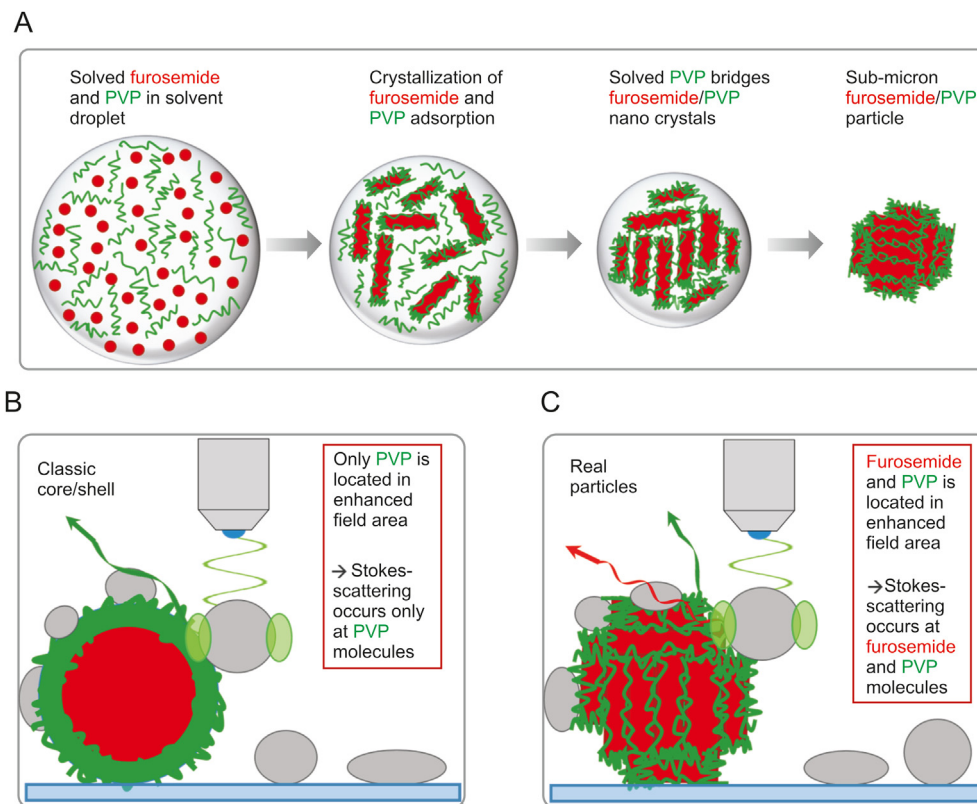 A
Solved furosemide
and PVP in solvent
droplet
Crystallization of
furosemide and
PVP adsorption
Solved PVP bridges
furosemide/PVP
nano crystals
Sub-micron
furosemide/PVP
particle
B
Classic
core/shell
Only PVP is
located in
enhanced
field area
→ Stokes-
scattering
occurs only
at PVP
molecules
C
Real
particles
Furosemide
and PVP is
located in
enhanced
field area
→Stokes-
scattering
occurs at
furosemide
and PVP
molecules